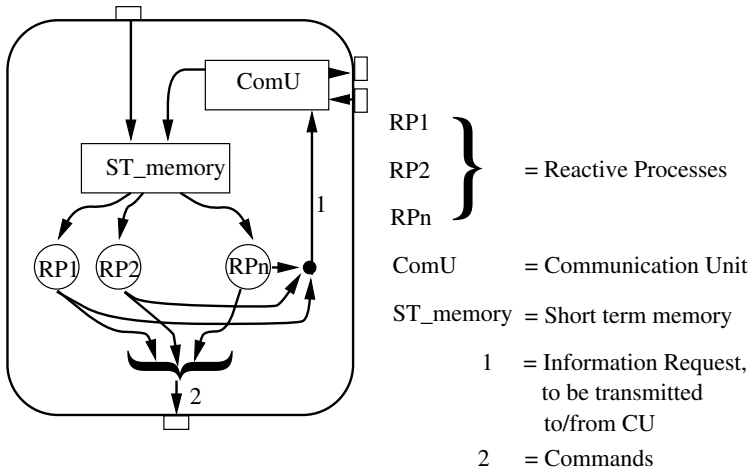 ComU
ST_memory
1
RP1 RP2 RPn
2
RP1
RP2 = Reactive Processes
RPn
ComU = Communication Unit
ST_memory = Short term memory
1 = Information Request,
to be transmitted
to/from CU
2 = Commands